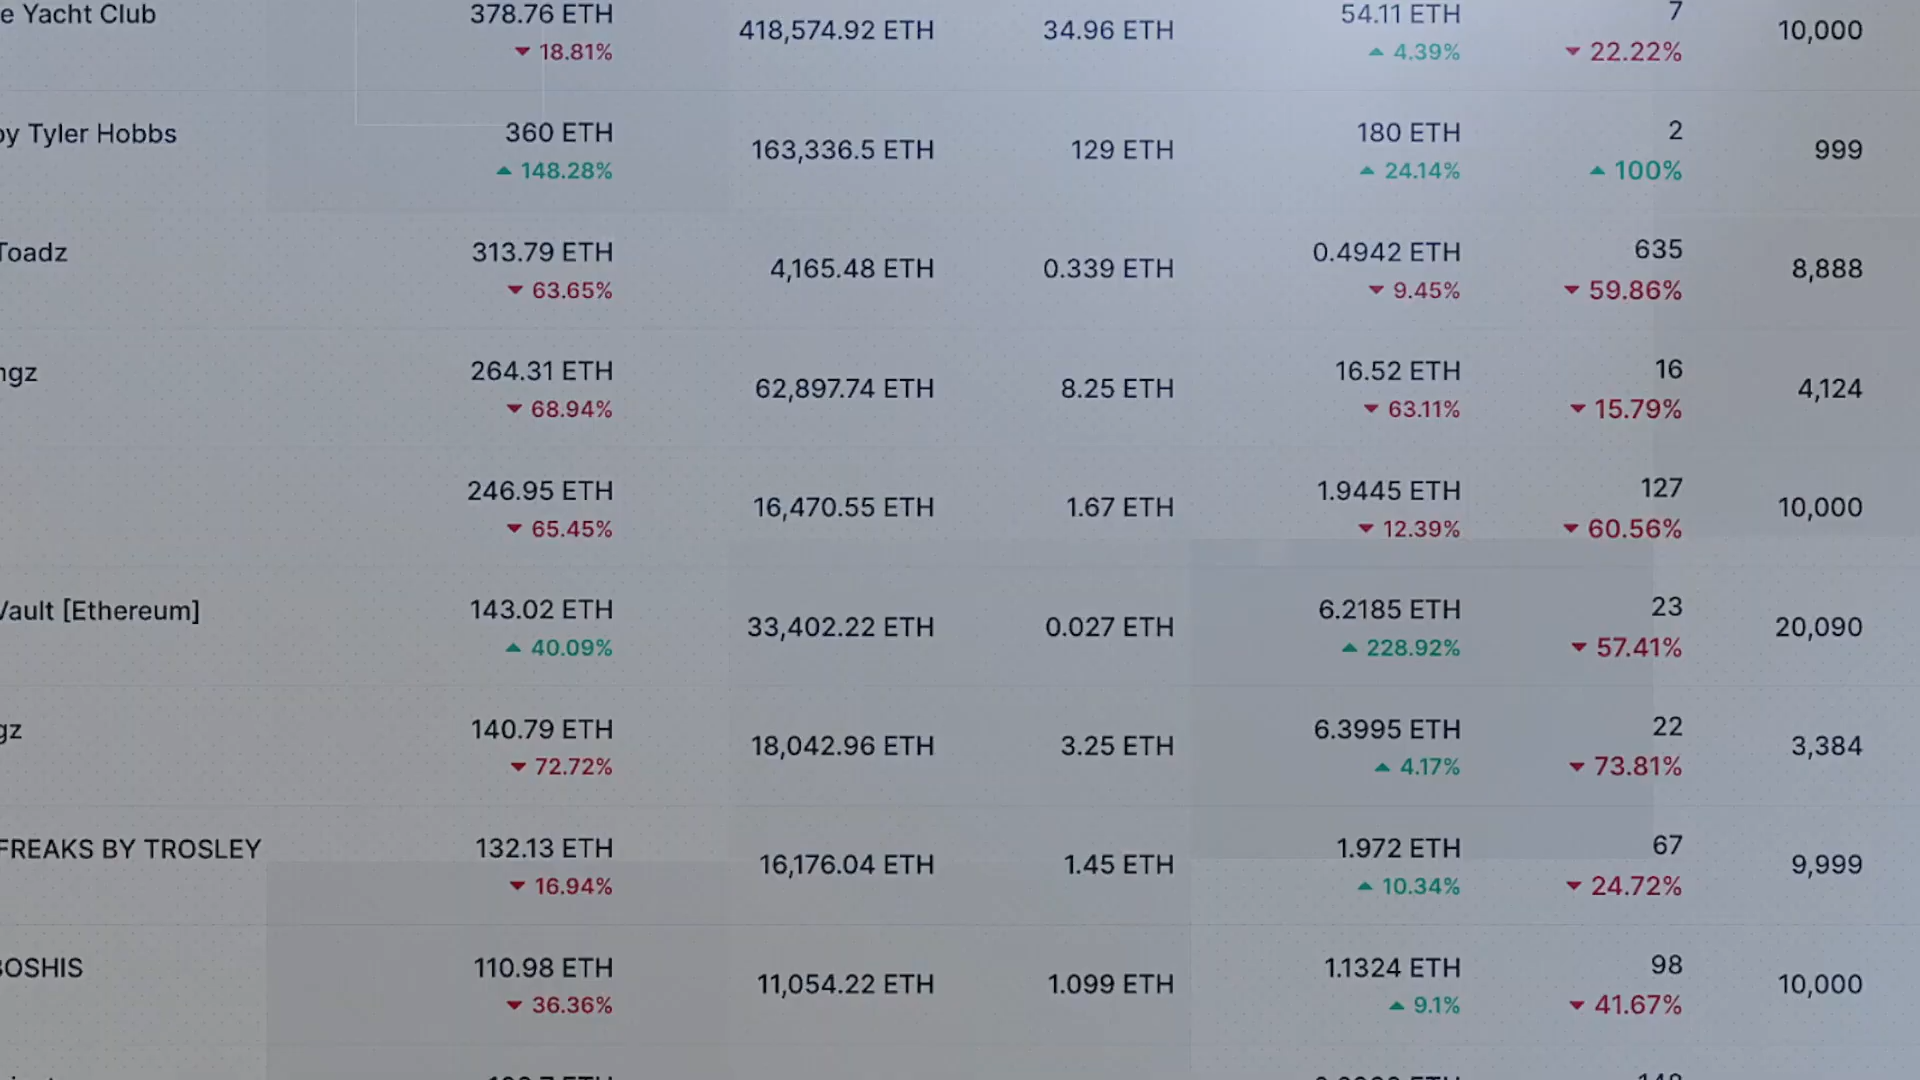 e Yacht Club 378.76 ETH 418,574.92 ETH 34.96 ETH 54.11 ETH 7 10,000
▼ 18.81% ▲ 4.39% ▼ 22.22%
by Tyler Hobbs 360 ETH 163,336.5 ETH 129 ETH 180 ETH 2 999
▲ 148.28% ▲ 24.14% ▲ 100%
Toadz 313.79 ETH 4,165.48 ETH 0.339 ETH 0.4942 ETH 635 8,888
▼ 63.65% ▼ 9.45% ▼ 59.86%
ngz 264.31 ETH 62,897.74 ETH 8.25 ETH 16.52 ETH 16 4,124
▼ 68.94% ▼ 63.11% ▼ 15.79%
246.95 ETH 16,470.55 ETH 1.67 ETH 1.9445 ETH 127 10,000
▼ 65.45% ▼ 12.39% ▼ 60.56%
Vault [Ethereum] 143.02 ETH 33,402.22 ETH 0.027 ETH 6.2185 ETH 23 20,090
▲ 40.09% ▲ 228.92% ▼ 57.41%
gz 140.79 ETH 18,042.96 ETH 3.25 ETH 6.3995 ETH 22 3,384
▼ 72.72% ▲ 4.17% ▼ 73.81%
FREAKS BY TROSLEY 132.13 ETH 16,176.04 ETH 1.45 ETH 1.972 ETH 67 9,999
▼ 16.94% ▲ 10.34% ▼ 24.72%
BOSHIS 110.98 ETH 11,054.22 ETH 1.099 ETH 1.1324 ETH 98 10,000
▼ 36.36% ▲ 9.1% ▼ 41.67%